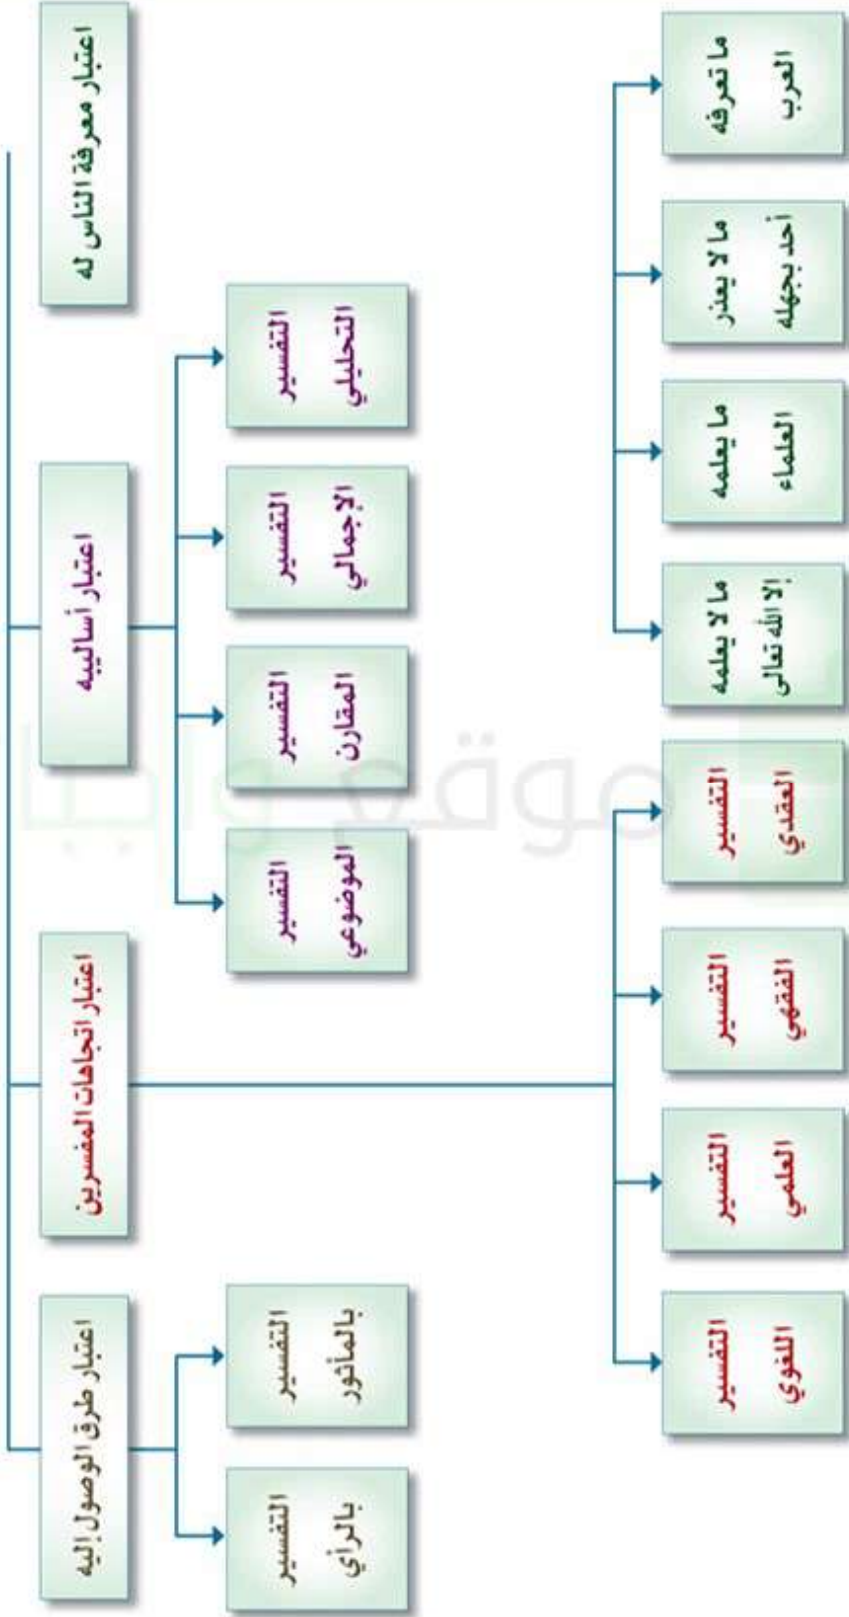 اعتبار معرفة الناس له
اعتبار أساليبه
اعتبار اتجاهات المفسرين
اعتبار طرق الوصول إليه
التفسير
التحليلي
التفسير
الإجمالي
التفسير
المقارن
التفسير
الموضوعي
التفسير
بالمأثور
التفسير
بالرأي
ما تعرفه
العرب
ما لا يعذر
أحد بجهله
ما يعلمه
العلماء
ما لا يعلمه
إلا الله تعالى
التفسير
العقدي
التفسير
الفقهي
التفسير
العلمي
التفسير
اللغوي
موقع واجبا